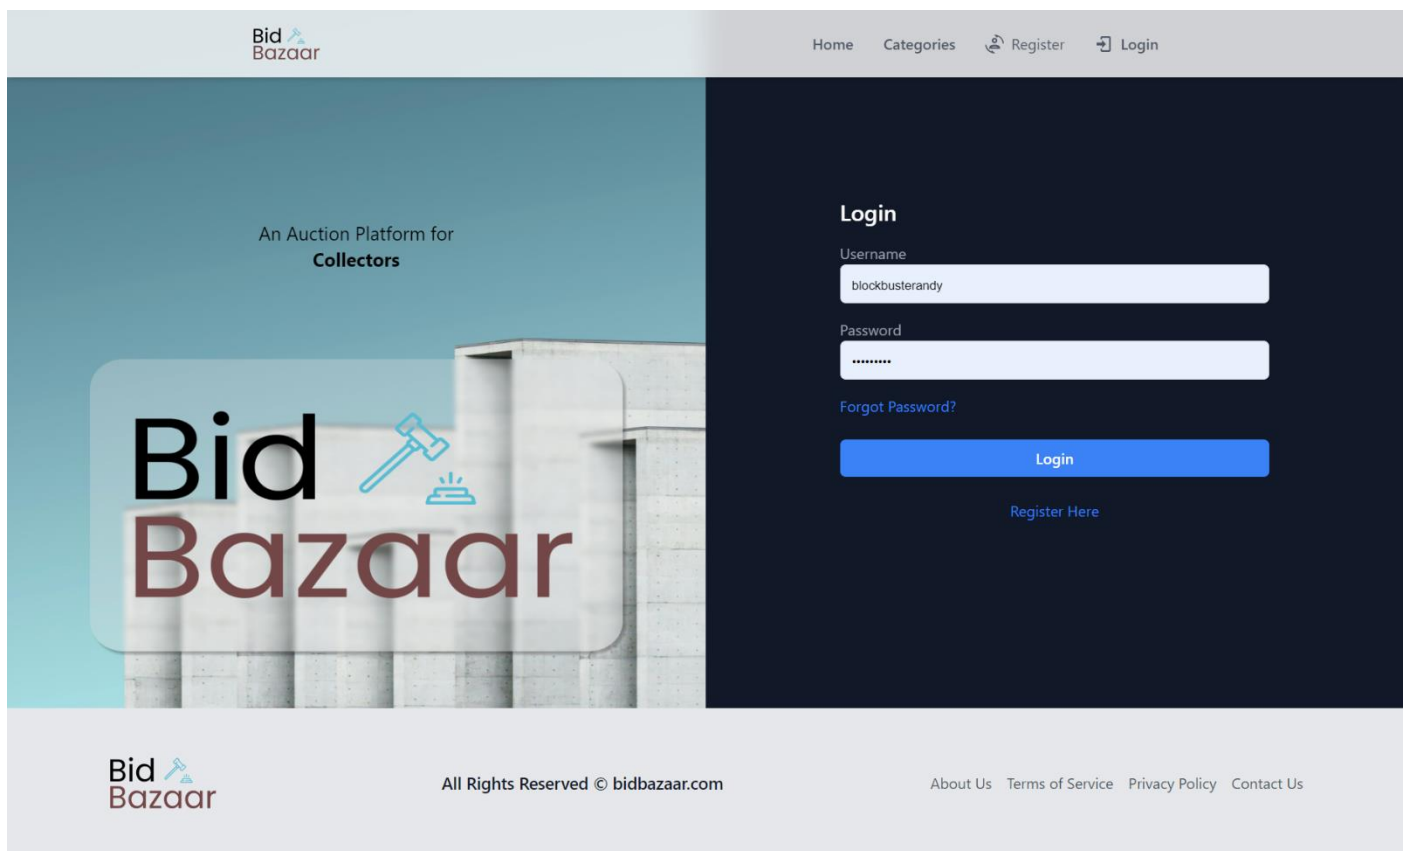 Bid
Bazaar
Home Categories Register Login
An Auction Platform for
Collectors
Bid
Bazaar
Login
Username
blockbusterandy
Password
•••••••••
Forgot Password?
Login
Register Here
Bid
Bazaar
All Rights Reserved © bidbazaar.com
About Us Terms of Service Privacy Policy Contact Us